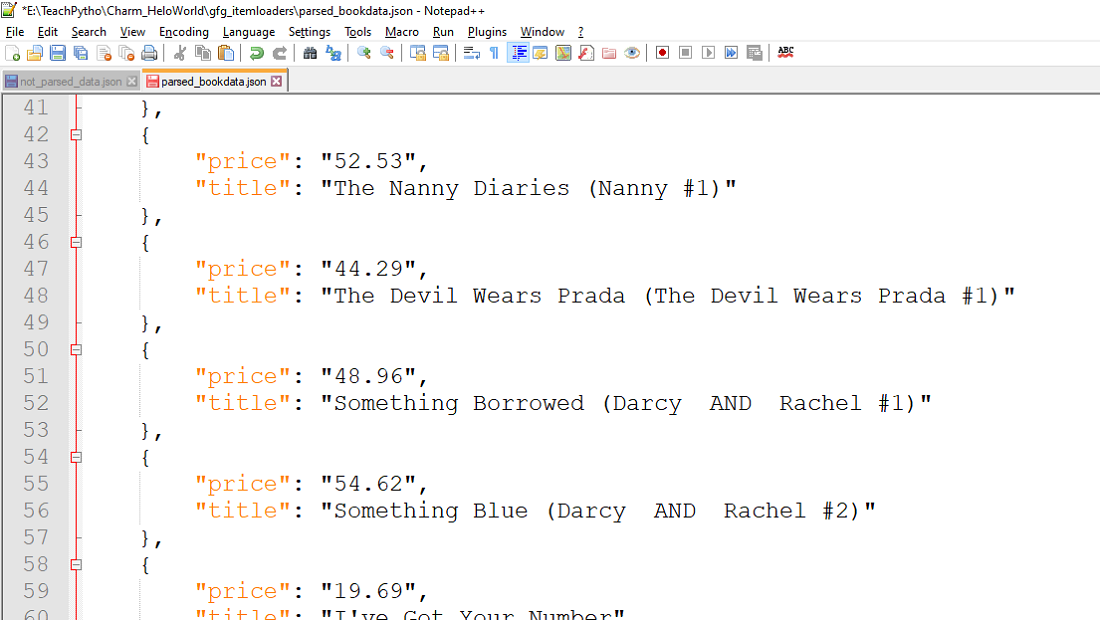 *E:\TeachPytho\Charm_HeloWorld\gfg_itemloaders\parsed_bookdata.json - Notepad++
File Edit Search View Encoding Language Settings Tools Macro Run Plugins Window ?
ABC
not_parsed_data.json parsed_bookdata.json
41 },
42 {
43 "price": "52.53",
44 "title": "The Nanny Diaries (Nanny #1)"
45 },
46 {
47 "price": "44.29",
48 "title": "The Devil Wears Prada (The Devil Wears Prada #1)"
49 },
50 {
51 "price": "48.96",
52 "title": "Something Borrowed (Darcy  AND  Rachel #1)"
53 },
54 {
55 "price": "54.62",
56 "title": "Something Blue (Darcy  AND  Rachel #2)"
57 },
58 {
59 "price": "19.69",
60 "title": "I've Got Your Number"